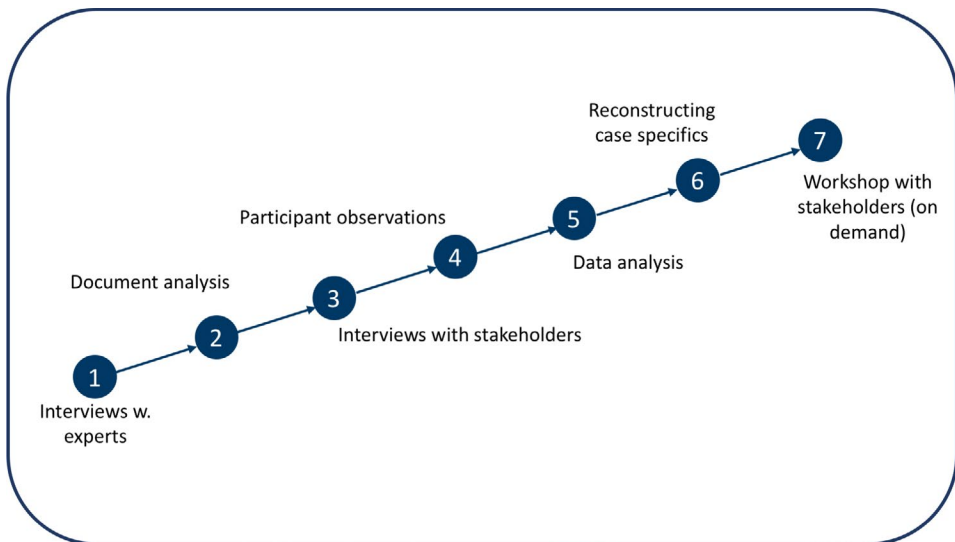 1
Interviews w.
experts
2
Document analysis
3
Interviews with stakeholders
4
Participant observations
5
Data analysis
6
Reconstructing
case specifics
7
Workshop with
stakeholders (on
demand)